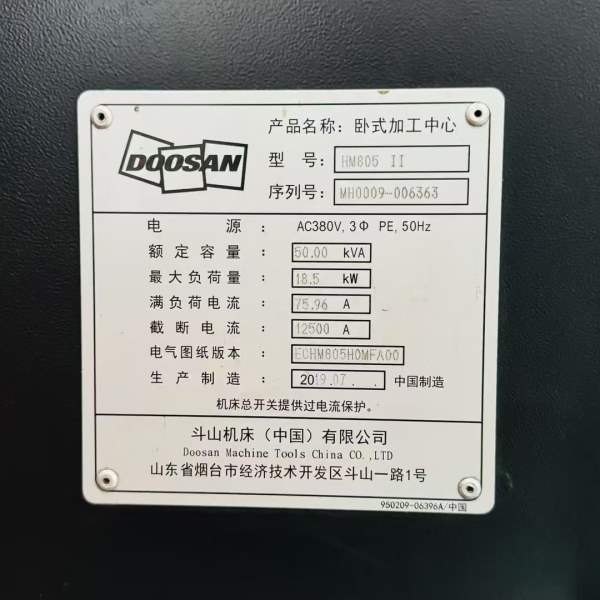 DOOSAN
产品名称: 卧式加工中心
型 号: HM805 II
序列号: MH0009-006363
电 源 : AC380V, 3Φ PE, 50Hz
额定容量 : 50.00 kVA
最大负荷量 : 18.5 kW
满负荷电流 : 75.96 A
截断电流 : 12500 A
电气图纸版本 : ECHM805H0MFA00
生产制造 : 2019.07.. 中国制造
机床总开关提供过电流保护。
斗山机床（中国）有限公司
Doosan Machine Tools China CO.,LTD
山东省烟台市经济技术开发区斗山一路1号
950209-06396A/中国